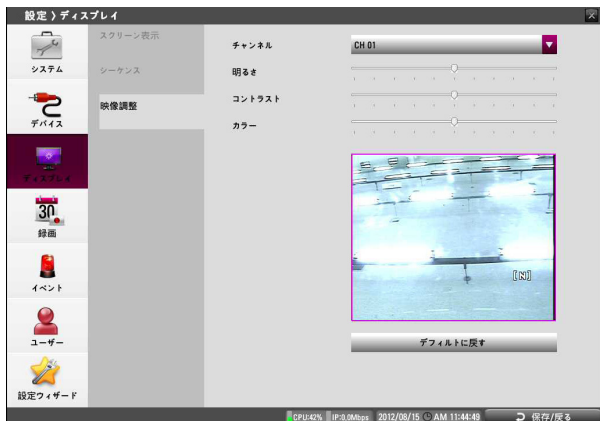 設定 〉ディスプレイ
システム
デバイス
ディスプレイ
30
録画
イベント
ユーザー
設定ウィザード
スクリーン表示
シーケンス
映像調整
チャンネル
CH 01
明るさ
コントラスト
カラー
[N]
デフィルトに戻す
CPU:42% IP:0.0Mbps 2012/08/15 AM 11:44:49 保存/戻る